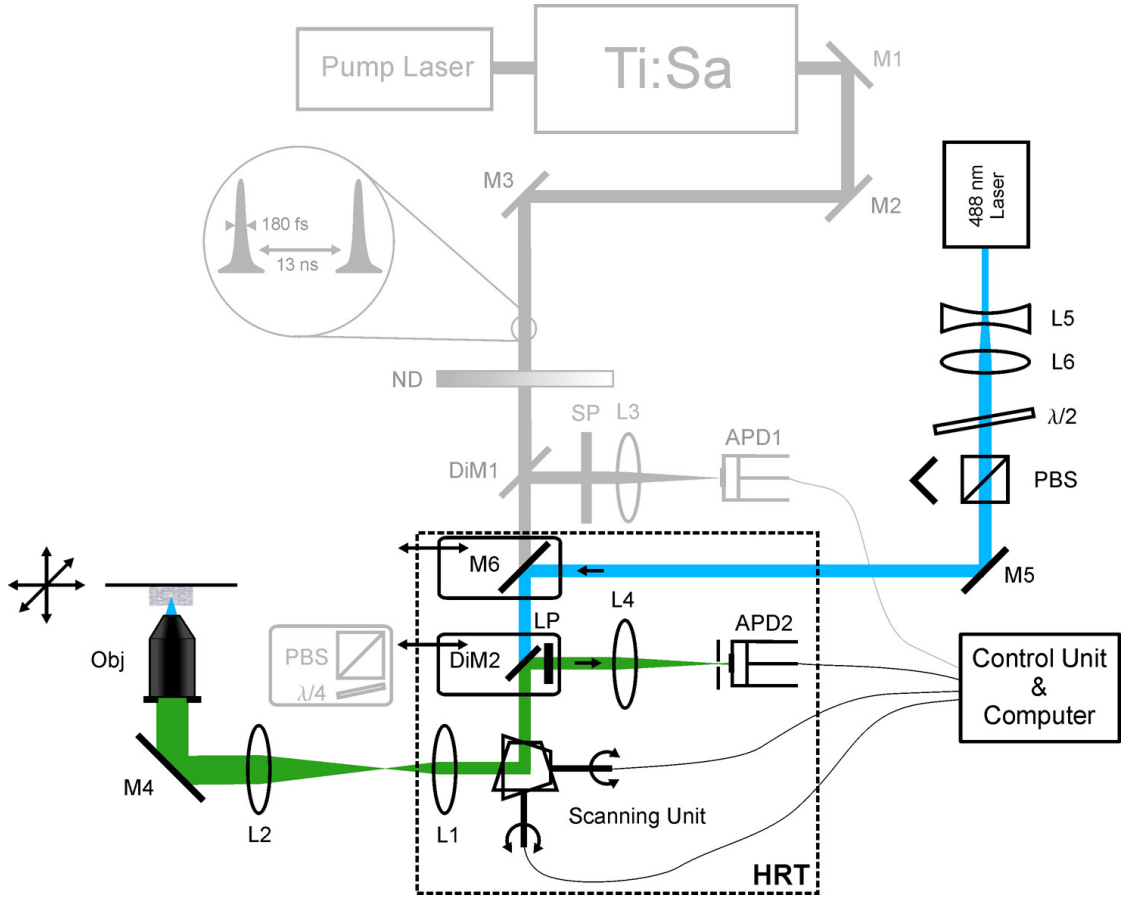 Pump Laser
Ti:Sa
M1
M3
M2
488 nm
Laser
180 fs
13 ns
L5
L6
ND
SP
L3
λ/2
APD1
DiM1
PBS
M6
M5
LP
L4
APD2
Obj
PBS
λ/4
DiM2
Control Unit
&
Computer
M4
L2
L1
Scanning Unit
HRT